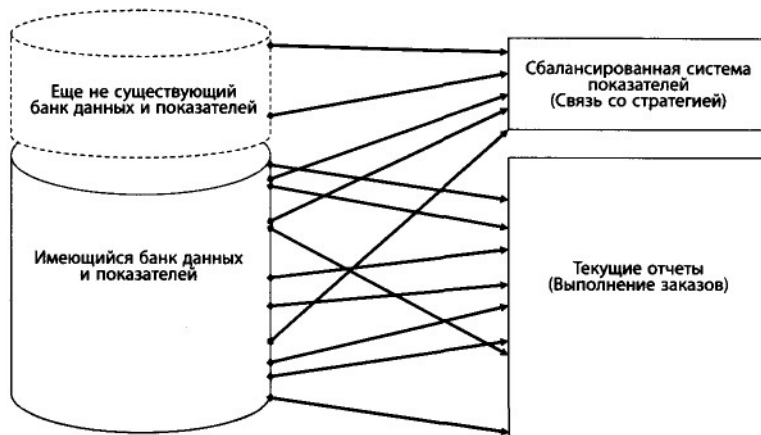 Еще не существующий
банк данных и показателей
Имеющийся банк данных
и показателей
Сбалансированная система
показателей
(Связь со стратегией)
Текущие отчеты
(Выполнение заказов)